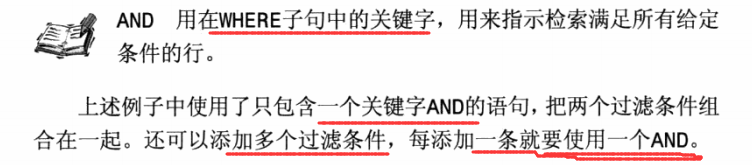 AND 用在WHERE子句中的关键字，用来指示检索满足所有给定
条件的行。
上述例子中使用了只包含一个关键字AND的语句，把两个过滤条件组
合在一起。还可以添加多个过滤条件，每添加一条就要使用一个AND。